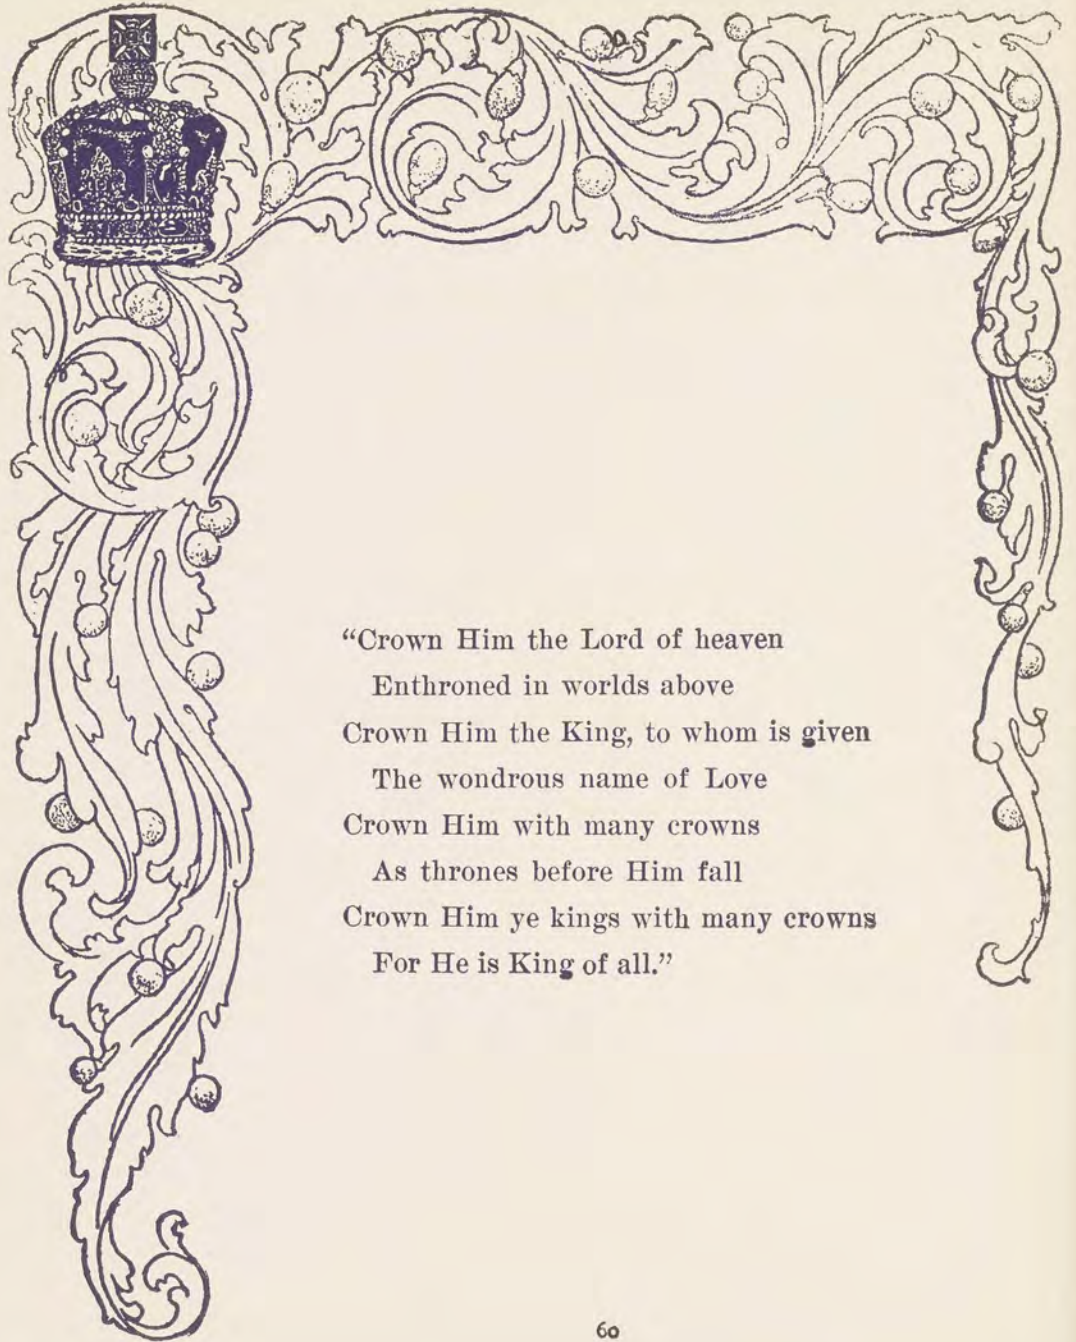 “Crown Him the Lord of heaven
Enthroned in worlds above
Crown Him the King, to whom is given
The wondrous name of Love
Crown Him with many crowns
As thrones before Him fall
Crown Him ye kings with many crowns
For He is King of all.”
60